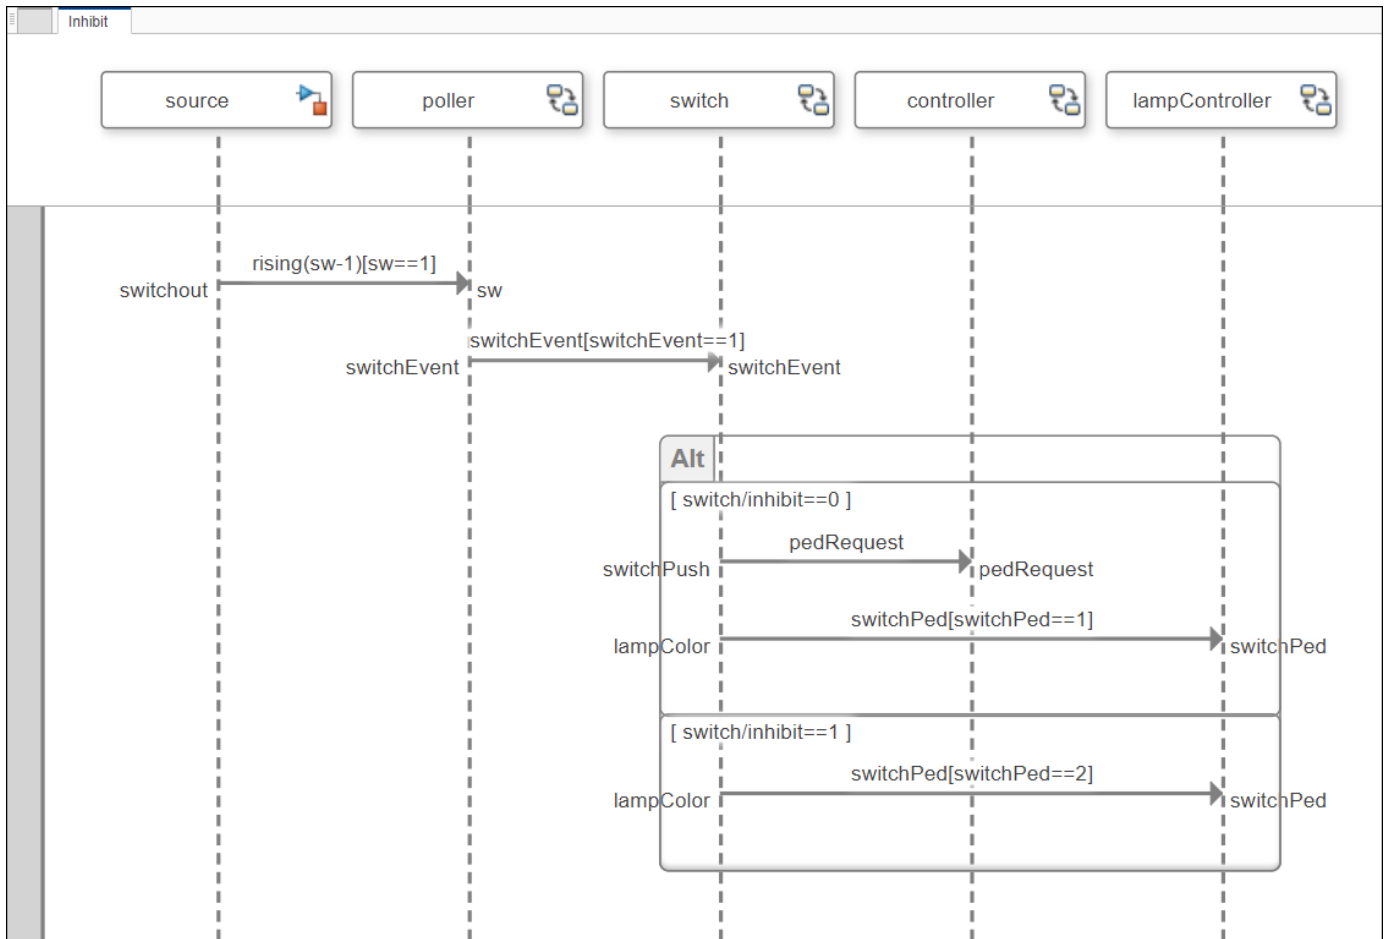 Inhibit
source
poller
switch
controller
lampController
rising(sw-1)[sw==1]
switchout
sw
switchEvent[switchEvent==1]
switchEvent
switchEvent
Alt
[ switch/inhibit==0 ]
pedRequest
switchPush
pedRequest
switchPed[switchPed==1]
lampColor
switchPed
[ switch/inhibit==1 ]
switchPed[switchPed==2]
lampColor
switchPed